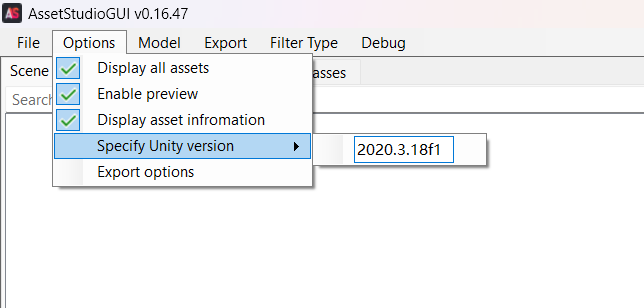 AS AssetStudioGUI v0.16.47
File Options Model Export Filter Type Debug
Scene asses
Search
Display all assets
Enable preview
Display asset infromation
Specify Unity version 2020.3.18f1
Export options